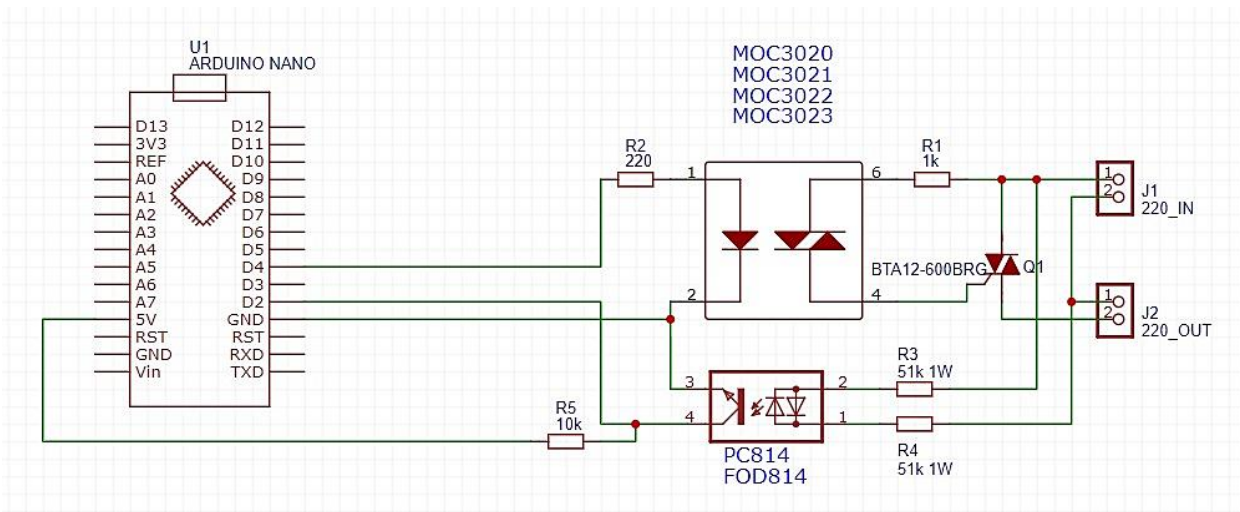 U1
ARDUINO NANO
D13
3V3
REF
A0
A1
A2
A3
A4
A5
A6
A7
5V
RST
GND
Vin
D12
D11
D10
D9
D8
D7
D6
D5
D4
D3
D2
GND
RST
RXD
TXD
MOC3020
MOC3021
MOC3022
MOC3023
R2
220
1
2
6
4
R1
1k
BTA12-600BRG
Q1
1
2
J1
220_IN
1
2
J2
220_OUT
R3
51k 1W
R4
51k 1W
3
4
2
1
PC814
FOD814
R5
10k